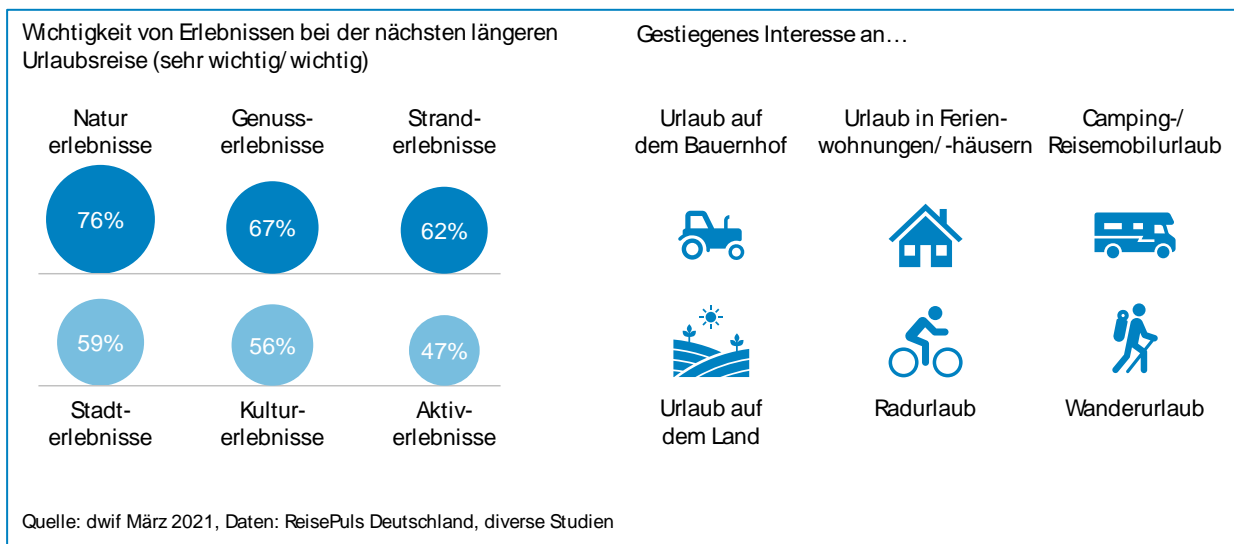 Wichtigkeit von Erlebnissen bei der nächsten längeren
Urlaubsreise (sehr wichtig/wichtig)
Natur
erlebnisse
Genuss-
erlebnisse
Strand-
erlebnisse
76%
67%
62%
59%
56%
47%
Stadt-
erlebnisse
Kultur-
erlebnisse
Aktiv-
erlebnisse
Gestiegenes Interesse an…
Urlaub auf
dem Bauernhof
Urlaub in Ferien-
wohnungen/-häusern
Camping-/
Reisemobilurlaub
Urlaub auf
dem Land
Radurlaub
Wanderurlaub
Quelle: dwif März 2021, Daten: ReisePuls Deutschland, diverse Studien